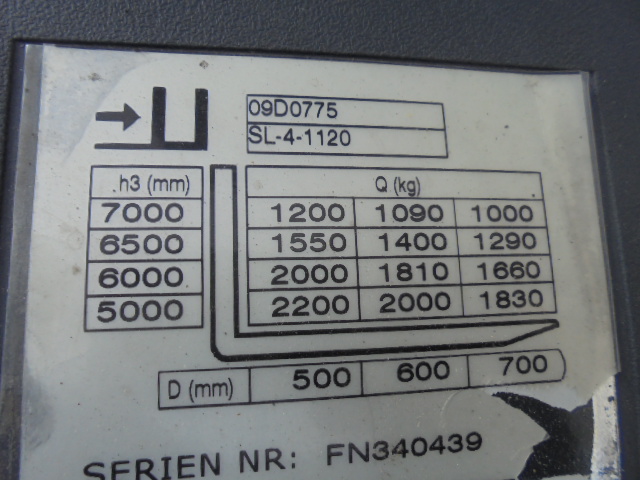 09D0775
SL-4-1120
h3 (mm) Q (kg)
7000 1200 1090 1000
6500 1550 1400 1290
6000 2000 1810 1660
5000 2200 2000 1830
D (mm) 500 600 700
SERIEN NR: FN340439